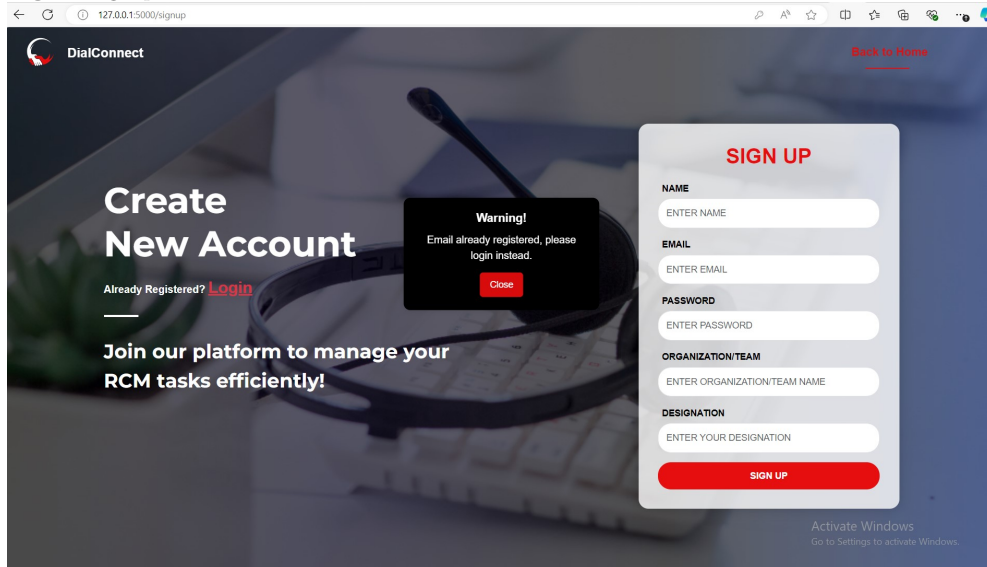 127.0.0.1:5000/signup
DialConnect
Back to Home
Create
New Account
Already Registered? Login
Join our platform to manage your
RCM tasks efficiently!
Warning!
Email already registered, please
login instead.
Close
SIGN UP
NAME
ENTER NAME
EMAIL
ENTER EMAIL
PASSWORD
ENTER PASSWORD
ORGANIZATION/TEAM
ENTER ORGANIZATION/TEAM NAME
DESIGNATION
ENTER YOUR DESIGNATION
SIGN UP
Activate Windows
Go to Settings to activate Windows.